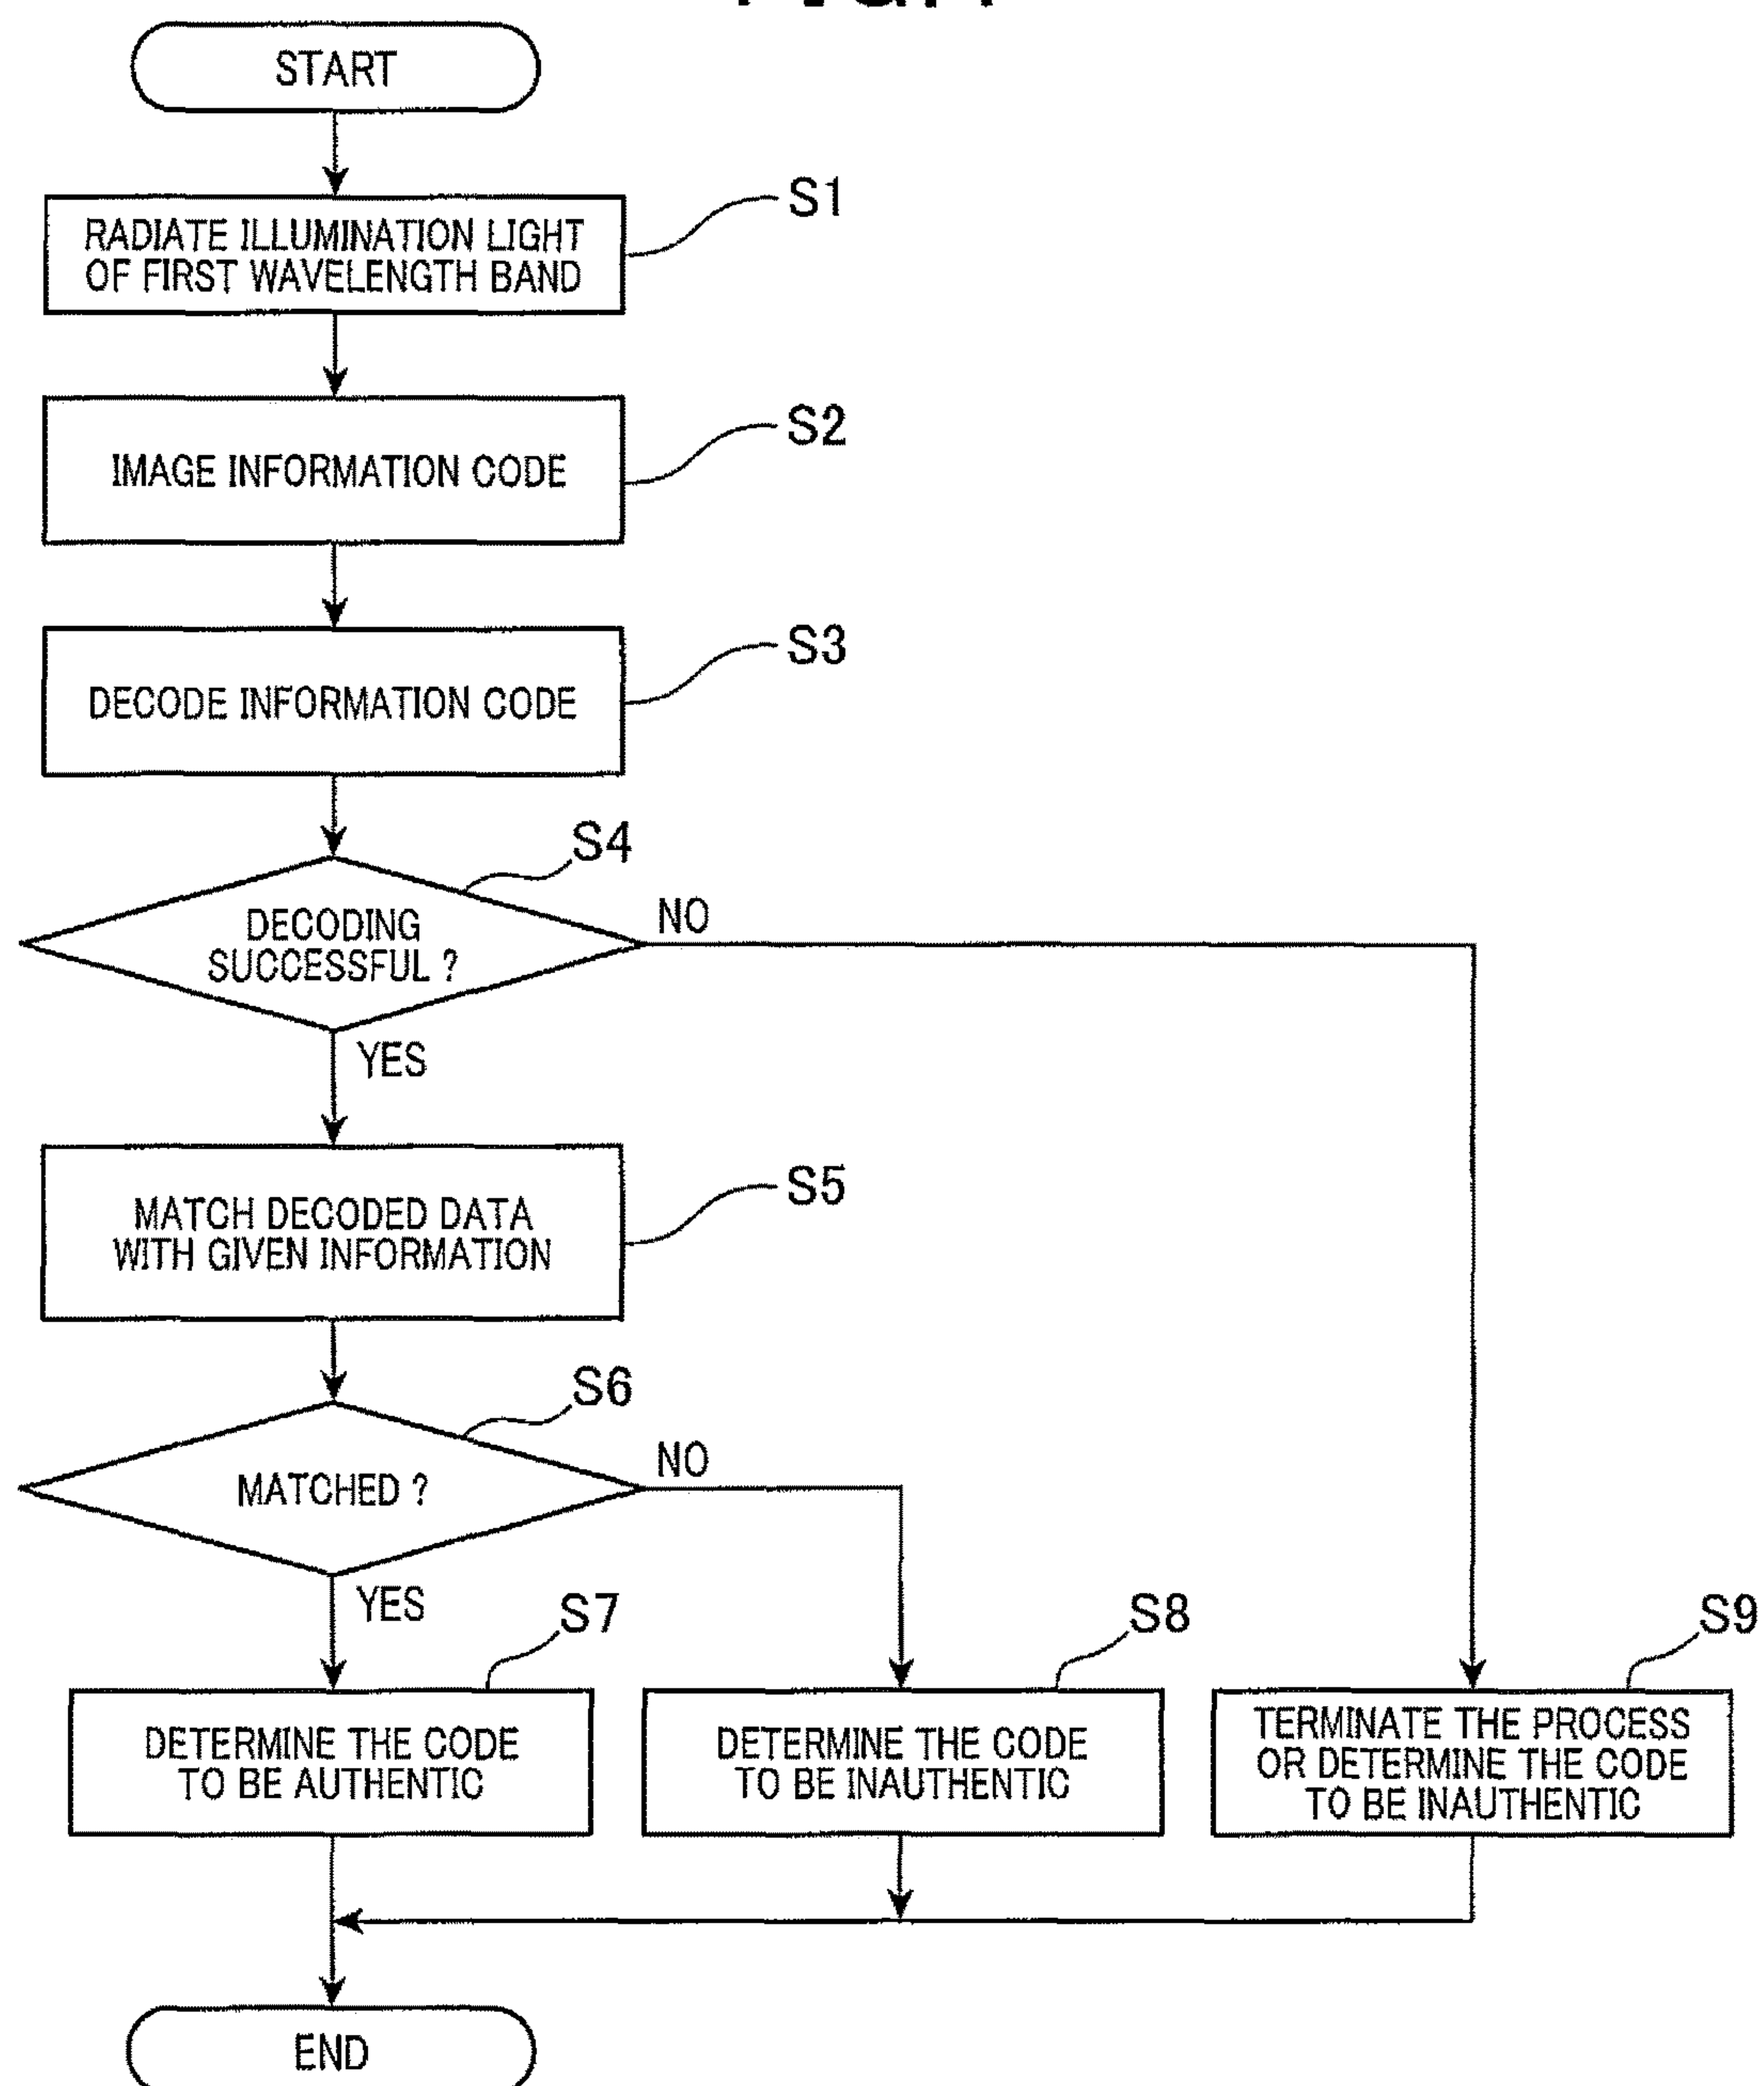 START
S1
RADIATE ILLUMINATION LIGHT
OF FIRST WAVELENGTH BAND
S2
IMAGE INFORMATION CODE
S3
DECODE INFORMATION CODE
S4
DECODING
SUCCESSFUL ?
NO
YES
S5
MATCH DECODED DATA
WITH GIVEN INFORMATION
S6
MATCHED ?
NO
YES
S7
DETERMINE THE CODE
TO BE AUTHENTIC
S8
DETERMINE THE CODE
TO BE INAUTHENTIC
S9
TERMINATE THE PROCESS
OR DETERMINE THE CODE
TO BE INAUTHENTIC
END